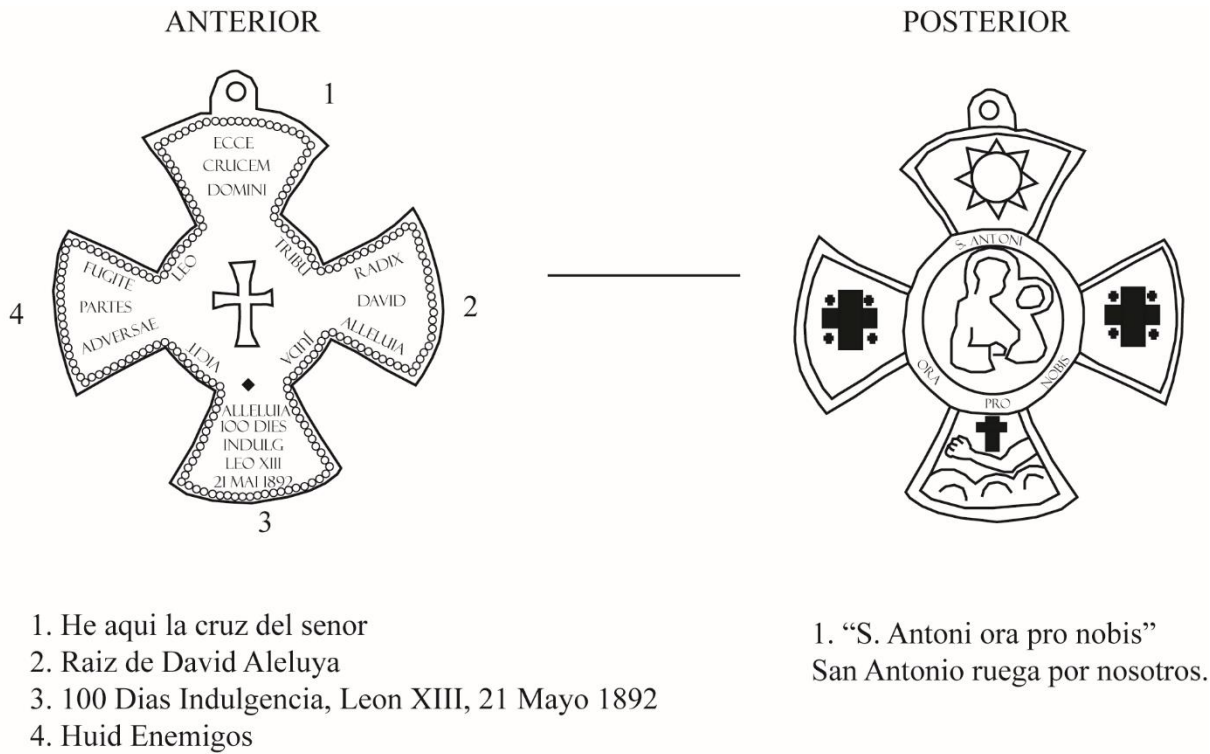 ANTERIOR
POSTERIOR
1
ECCE
CRUCEM
DOMINI
TRIBU
RADIX
DAVID
ALLELUIA
2
JUDA
ALLELUIA
100 DIES
INDULG
LEO XIII
21 MAI 1892
3
VICIT
FUGITE
PARTES
ADVERSAE
4
LEO
S. ANTONI
ORA
PRO
NOBIS
1. He aqui la cruz del senor
2. Raiz de David Aleluya
3. 100 Dias Indulgencia, Leon XIII, 21 Mayo 1892
4. Huid Enemigos
1. “S. Antoni ora pro nobis”
San Antonio ruega por nosotros.